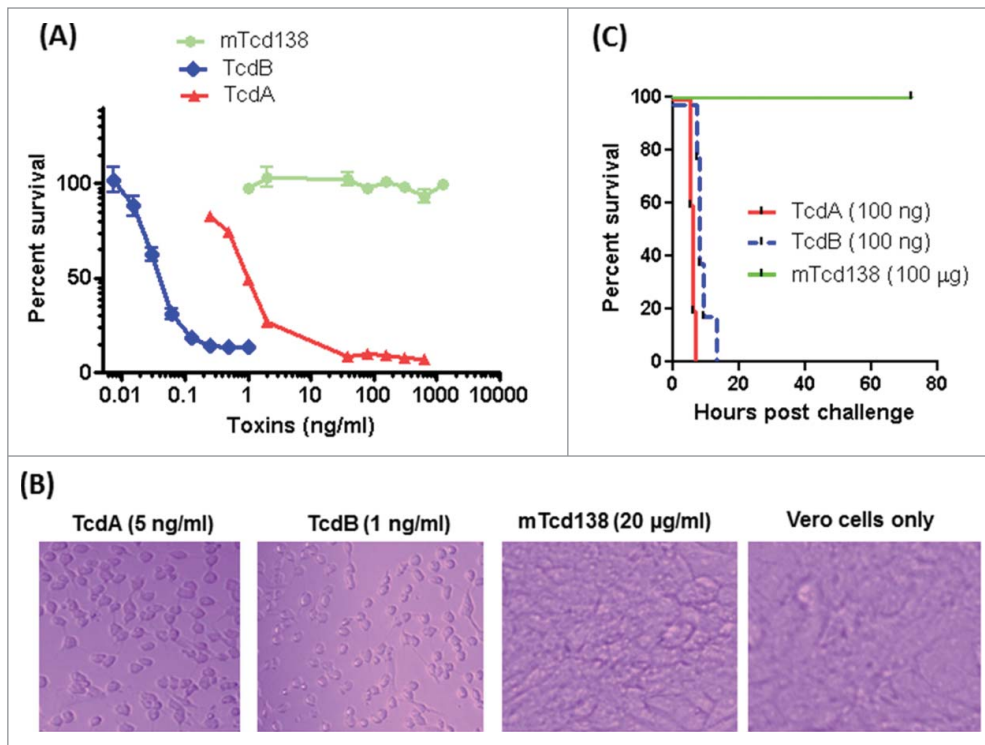 (A)
mTcd138
TcdB
TcdA
Percent survival
100
50
0
0.01 0.1 1 10 100 1000 10000
Toxins (ng/ml)
(C)
Percent survival
100
80
60
40
20
0
TcdA (100 ng)
TcdB (100 ng)
mTcd138 (100 µg)
0 20 40 60 80
Hours post challenge
(B)
TcdA (5 ng/ml) TcdB (1 ng/ml) mTcd138 (20 µg/ml) Vero cells only